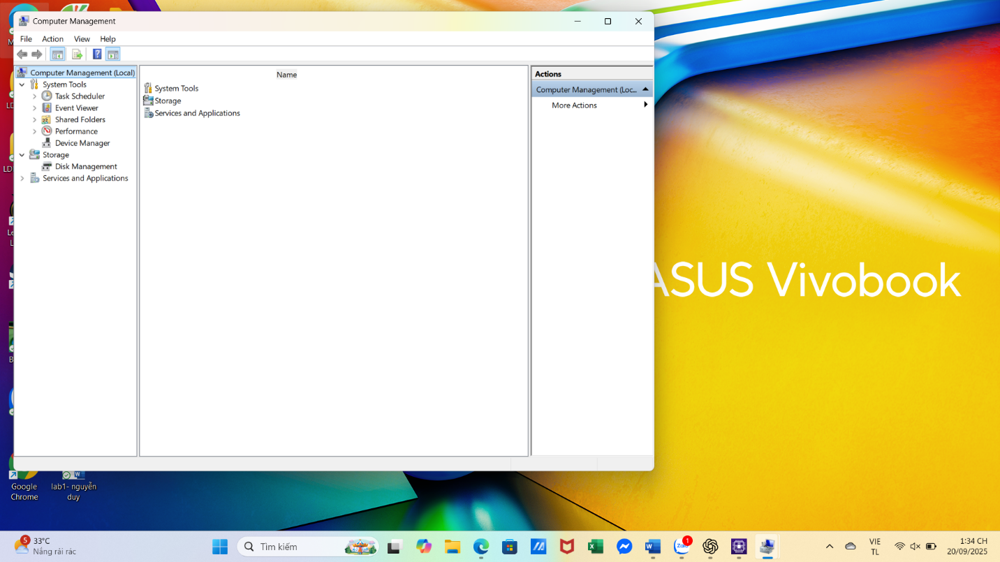 Computer Management
File Action View Help
Computer Management (Local)
System Tools
Task Scheduler
Event Viewer
Shared Folders
Performance
Device Manager
Storage
Disk Management
Services and Applications
Name
System Tools
Storage
Services and Applications
Actions
Computer Management (Loc...
More Actions
ASUS Vivobook
Google
Chrome
lab1- nguyễn
duy
5
33°C
Nắng rải rác
Tìm kiếm
Zalo
1
VIE
TL
1:34 CH
20/09/2025